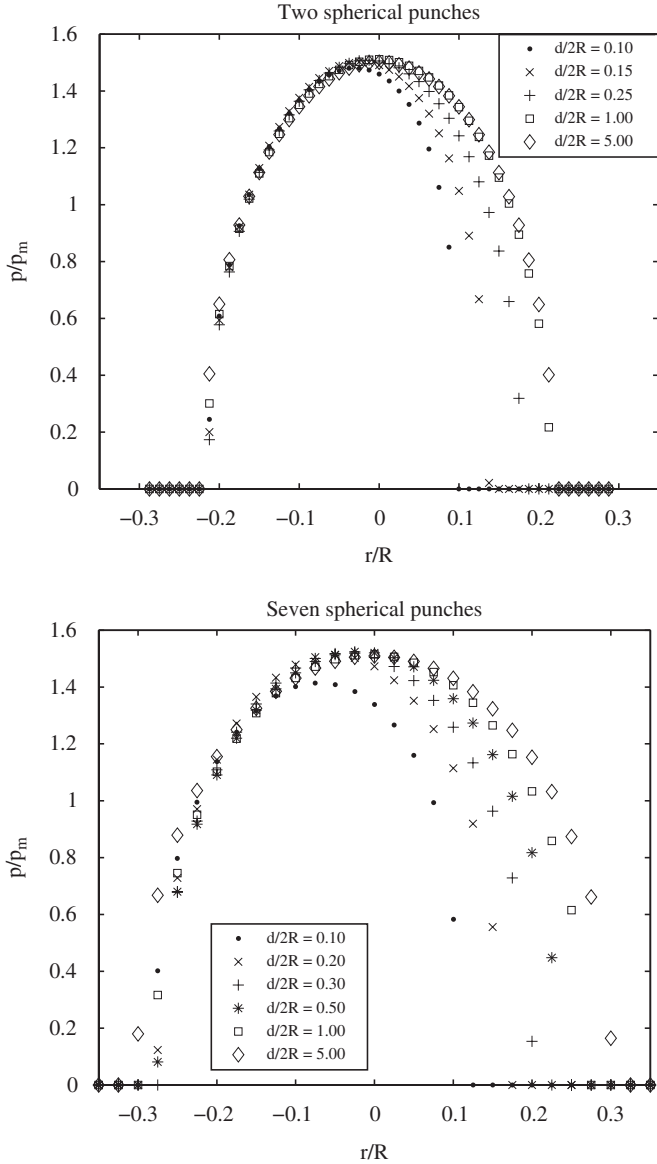 Two spherical punches
1.6
1.4
1.2
1
0.8
0.6
0.4
0.2
0
p/pm
d/2R = 0.10
d/2R = 0.15
d/2R = 0.25
d/2R = 1.00
d/2R = 5.00
−0.3 −0.2 −0.1 0 0.1 0.2 0.3
r/R
Seven spherical punches
1.6
1.4
1.2
1
0.8
0.6
0.4
0.2
0
p/pm
d/2R = 0.10
d/2R = 0.20
d/2R = 0.30
d/2R = 0.50
d/2R = 1.00
d/2R = 5.00
−0.3 −0.2 −0.1 0 0.1 0.2 0.3
r/R